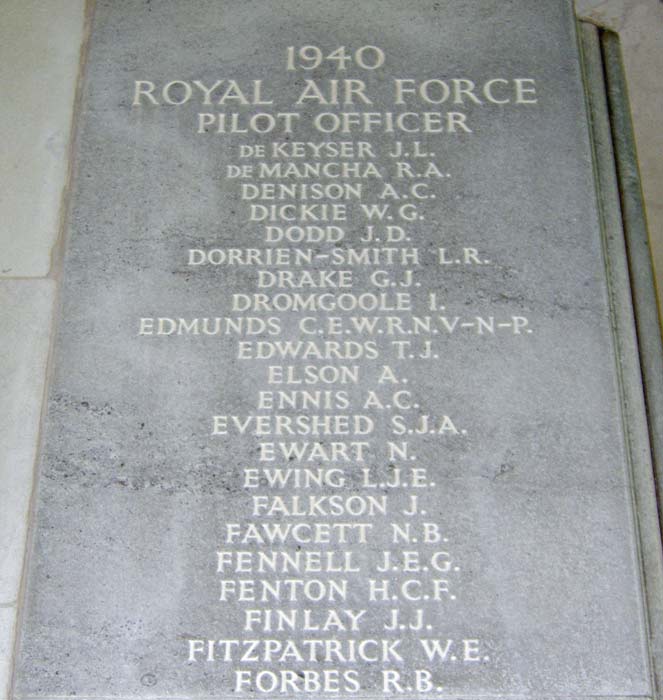 1940
ROYAL AIR FORCE
PILOT OFFICER
DE KEYSER J.L.
DE MANCHA R.A.
DENISON A.C.
DICKIE W.G.
DODD J.D.
DORRIEN-SMITH L.R.
DRAKE G.J.
DROMGOOLE I.
EDMUNDS C.E.W.R.N.V-N-P.
EDWARDS T.J.
ELSON A.
ENNIS A.C.
EVERSHED S.J.A.
EWART N.
EWING L.J.E.
FALKSON J.
FAWCETT N.B.
FENNELL J.E.G.
FENTON H.C.F.
FINLAY J.J.
FITZPATRICK W.E.
FORBES R.B.